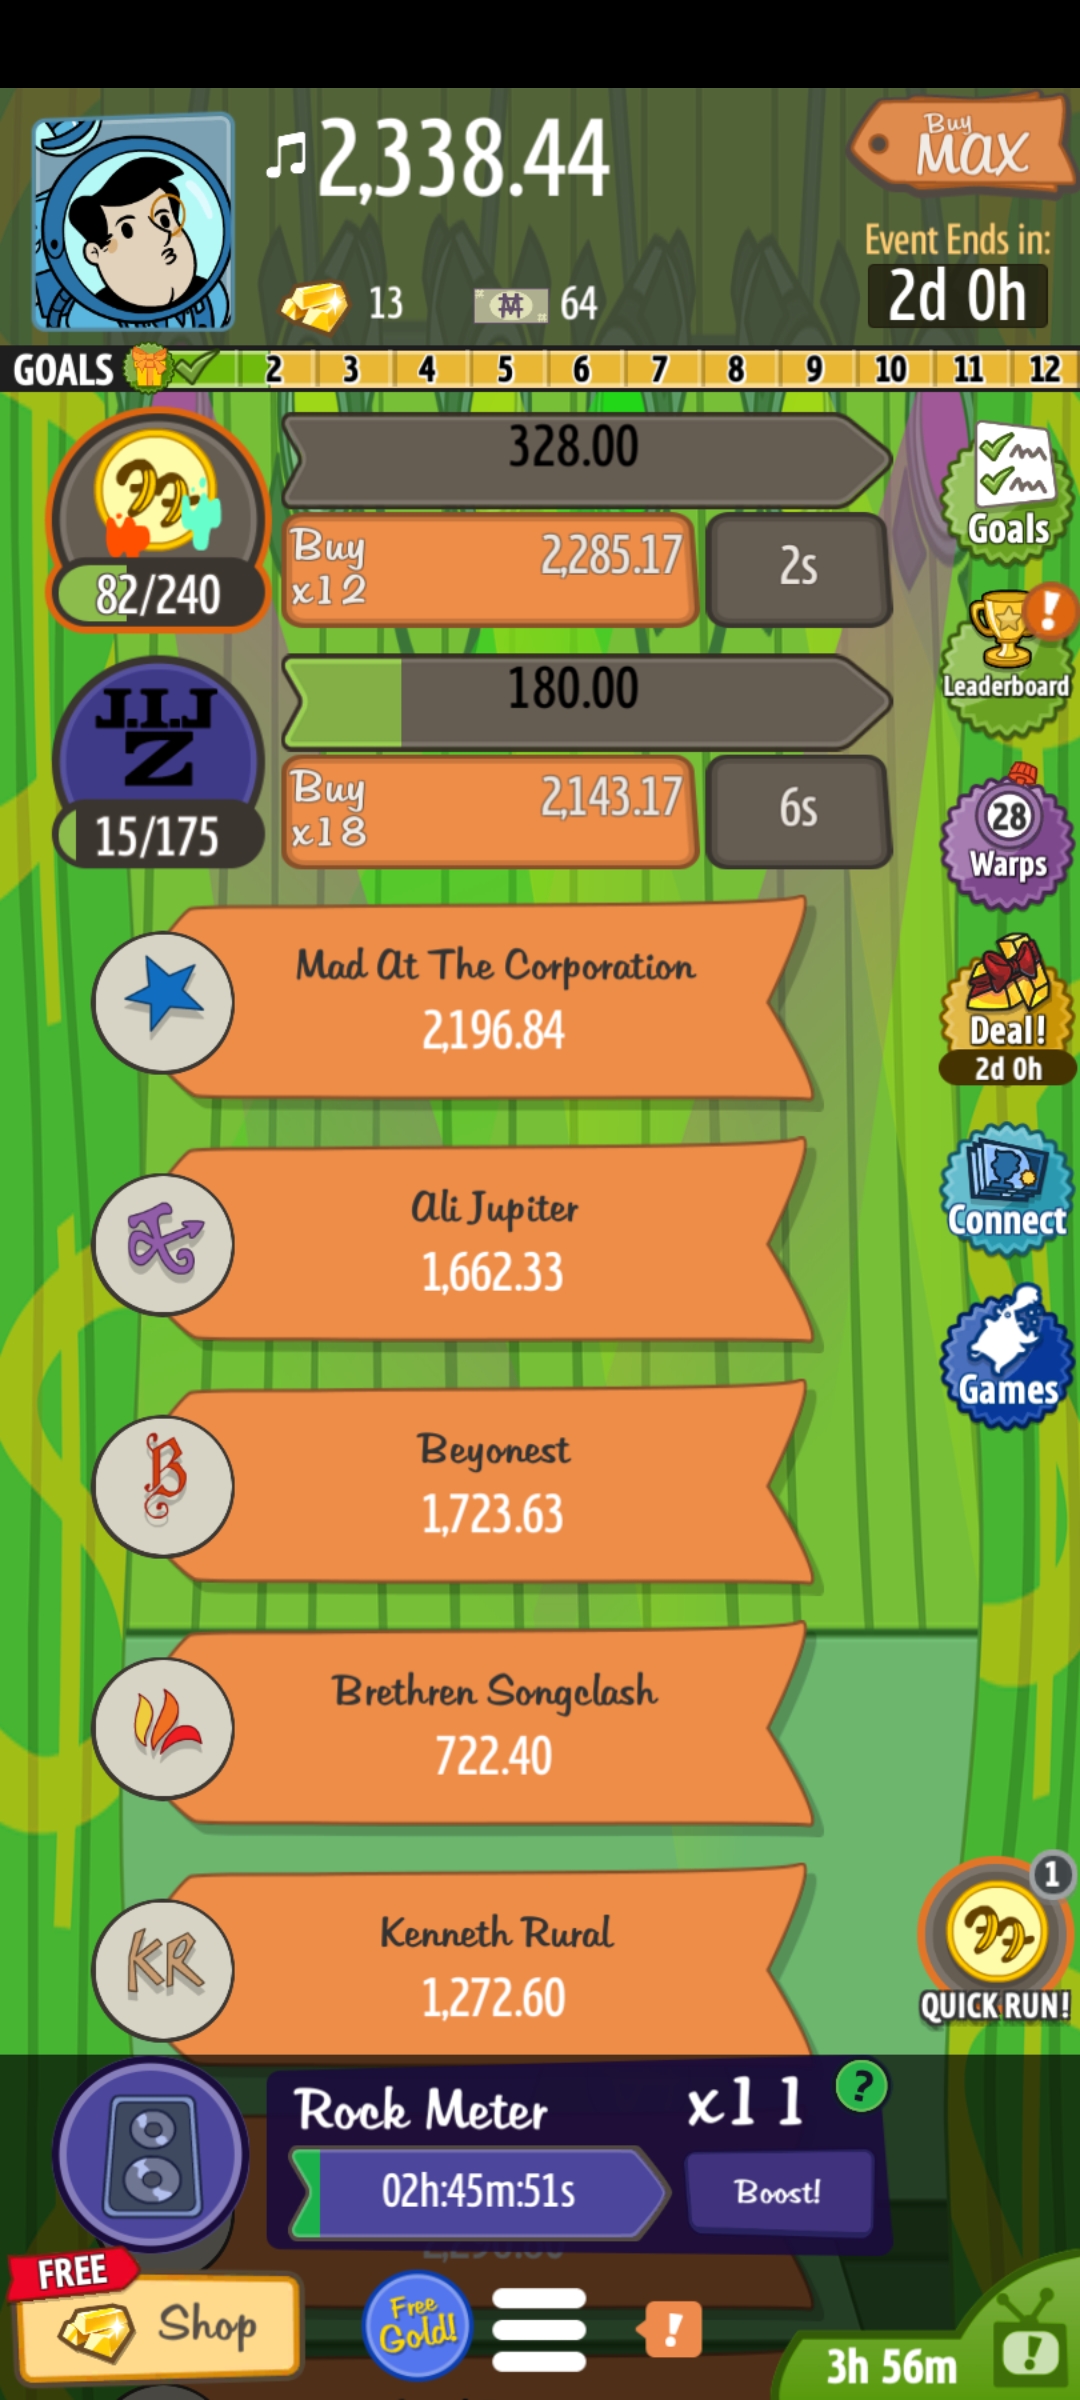 2,338.44
Buy
MAX
Event Ends in:
2d 0h
13
64
GOALS 2 3 4 5 6 7 8 9 10 11 12
328.00
Buy
x12
2,285.17
2s
82/240
Goals
J.I.J
Z
180.00
Buy
x18
2,143.17
6s
15/175
Leaderboard
!
28
Warps
Mad At The Corporation
2,196.84
Deal!
2d 0h
Ali Jupiter
1,662.33
Connect
B
Beyonest
1,723.63
Games
Brethren Songclash
722.40
KR
Kenneth Rural
1,272.60
1
QUICK RUN!
Rock Meter
x11
?
02h:45m:51s
Boost!
FREE
Shop
Free
Gold!
!
3h 56m
!